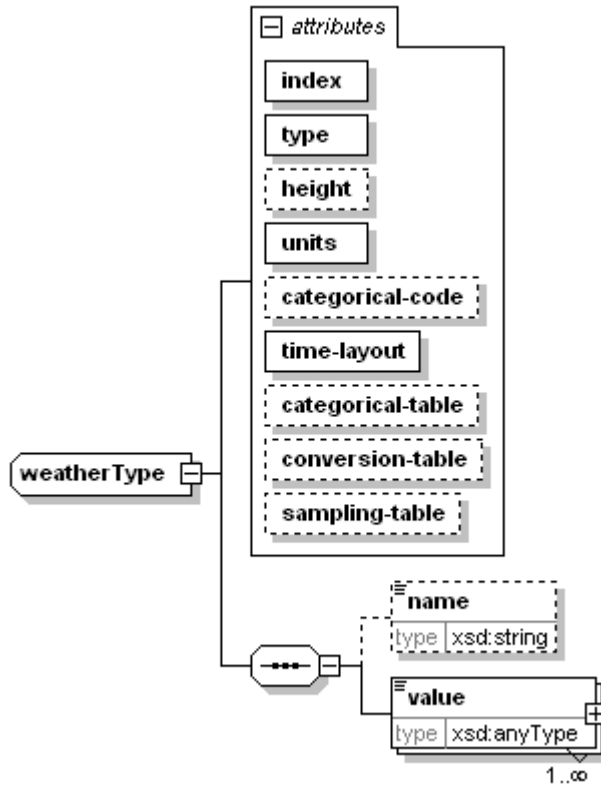 attributes
index
type
height
units
categorical-code
time-layout
categorical-table
conversion-table
sampling-table
weatherType
name
type xsd:string
value
type xsd:anyType
1..∞